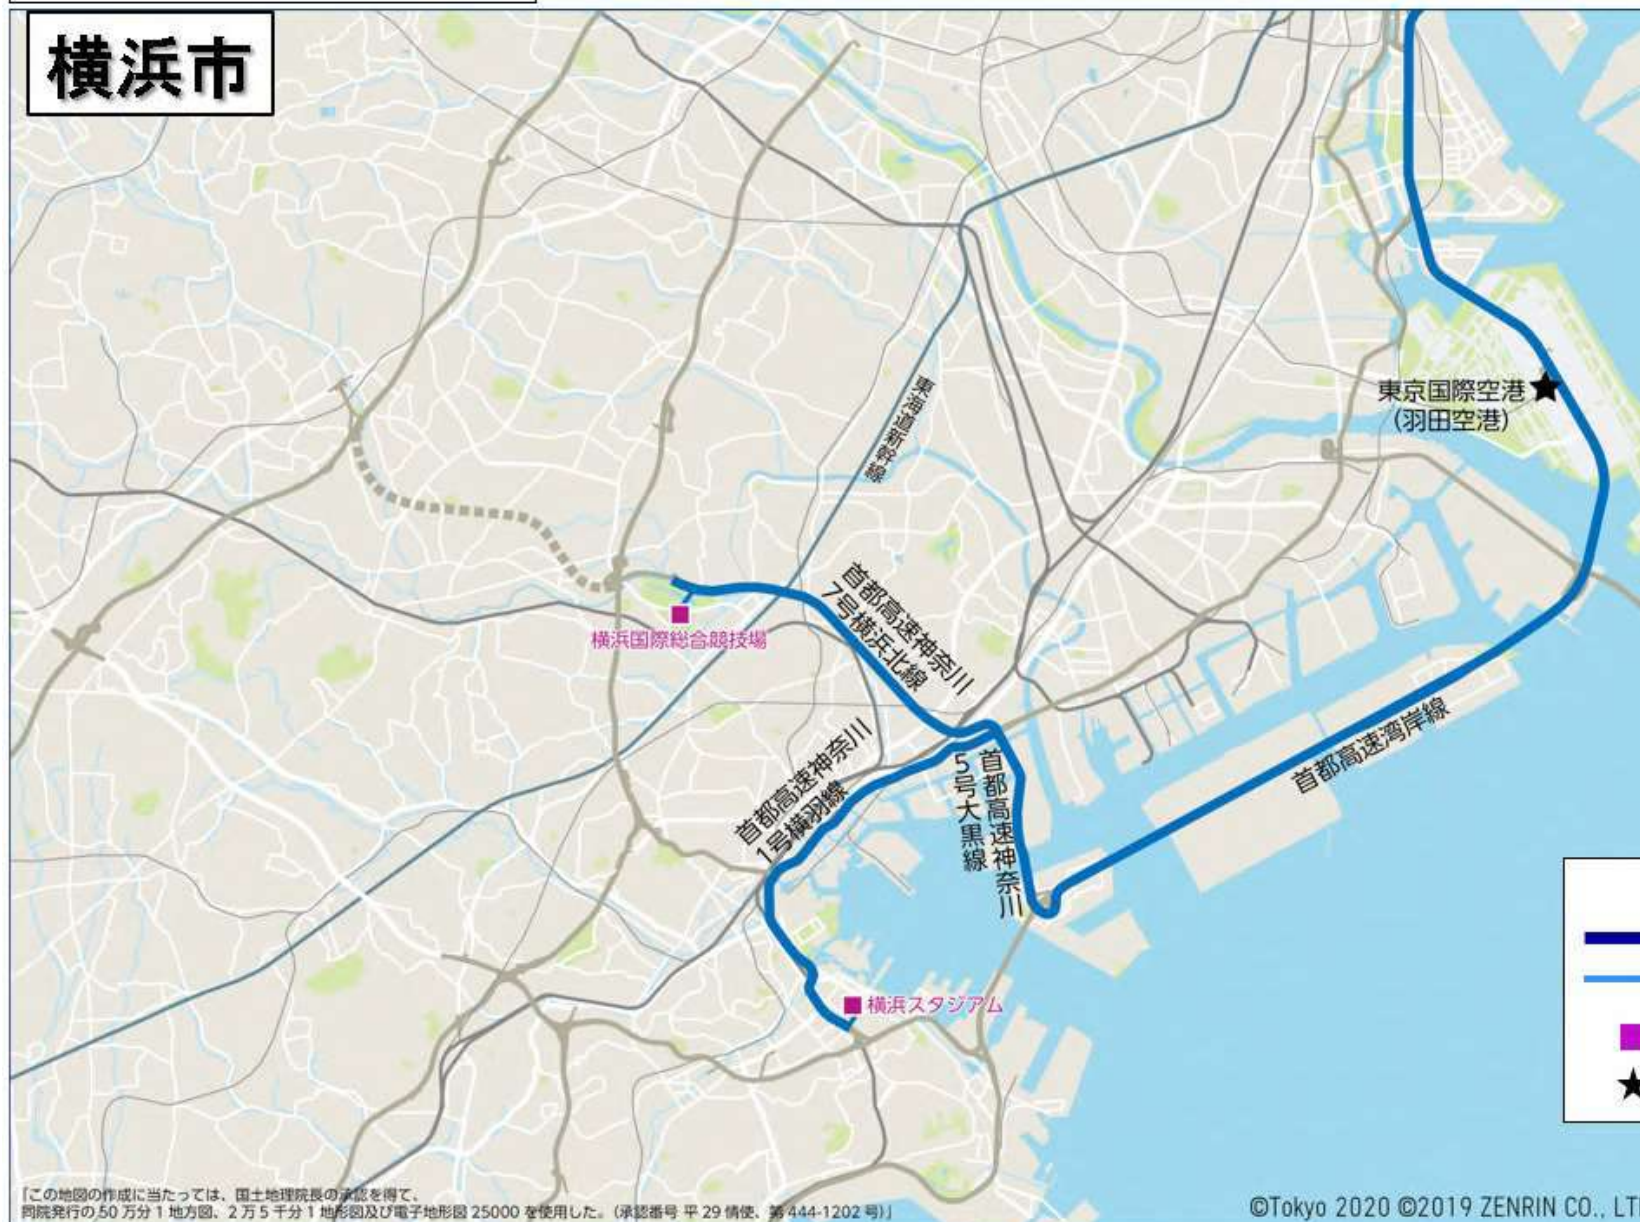 横浜市
東京国際空港
(羽田空港)
東海道新幹線
首都高速神奈川
7号横浜北線
横浜国際総合競技場
首都高速神奈川
1号横羽線
首都高速神奈川
5号大黒線
首都高速湾岸線
横浜スタジアム
「この地図の作成に当たっては、国土地理院長の承認を得て、
同院発行の50万分1地方図、2万5千分1地形図及び電子地形図25000を使用した。(承認番号 平29情使、第444-1202号)」
©Tokyo 2020 ©2019 ZENRIN CO., LT